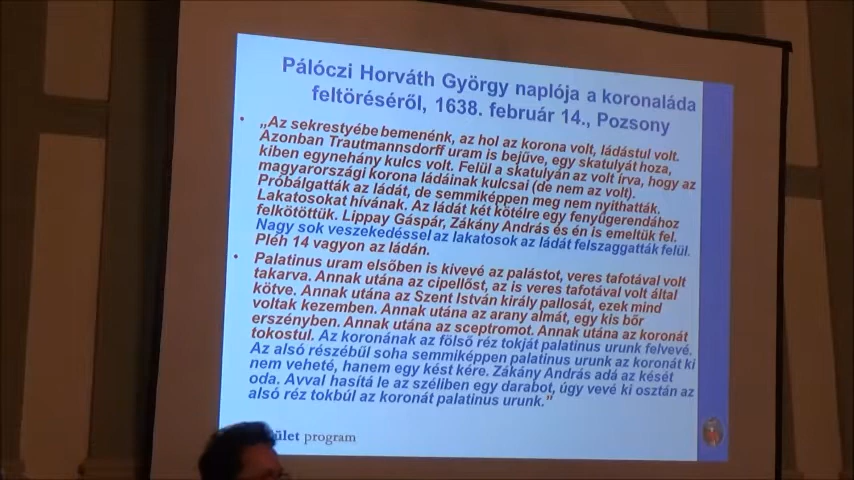 Pálóczi Horváth György naplója a koronaláda
feltöréséről, 1638. február 14., Pozsony
• „Az sekrestyébe bemenénk, az hol az korona volt, ládástul volt.
Azonban Trautmannsdorff uram is bejűve, egy skatulyát hoza,
kiben egynehány kulcs volt. Felül a skatulyán az volt írva, hogy az
magyarországi korona ládáinak kulcsai (de nem az volt).
Próbálgatták az ládát, de semmiképpen meg nem nyithatták.
Lakatosokat hívának. Az ládát két kötélre egy fenyűgerendához
felkötöttük. Lippay Gáspár, Zákány András és én is emeltük fel.
Nagy sok veszekedéssel az lakatosok az ládát felszaggatták felül.
Pléh 14 vagyon az ládán.
• Palatinus uram elsőben is kivevé az palástot, veres tafotával volt
takarva. Annak utána az cipellőst, az is veres tafotával volt által
kötve. Annak utána az Szent István király pallosát, ezek mind
voltak kezemben. Annak utána az arany almát, egy kis bőr
erszényben. Annak utána az sceptromot. Annak utána az koronát
tokostul. Az koronának az fölső réz tokját palatinus urunk felvevé.
Az alsó részébűl soha semmiképpen palatinus urunk az koronát ki
nem veheté, hanem egy kést kére. Zákány András adá az kését
oda. Avval hasítá le az széliben egy darabot, úgy vevé ki osztán az
alsó réz tokbúl az koronát palatinus urunk.”
program